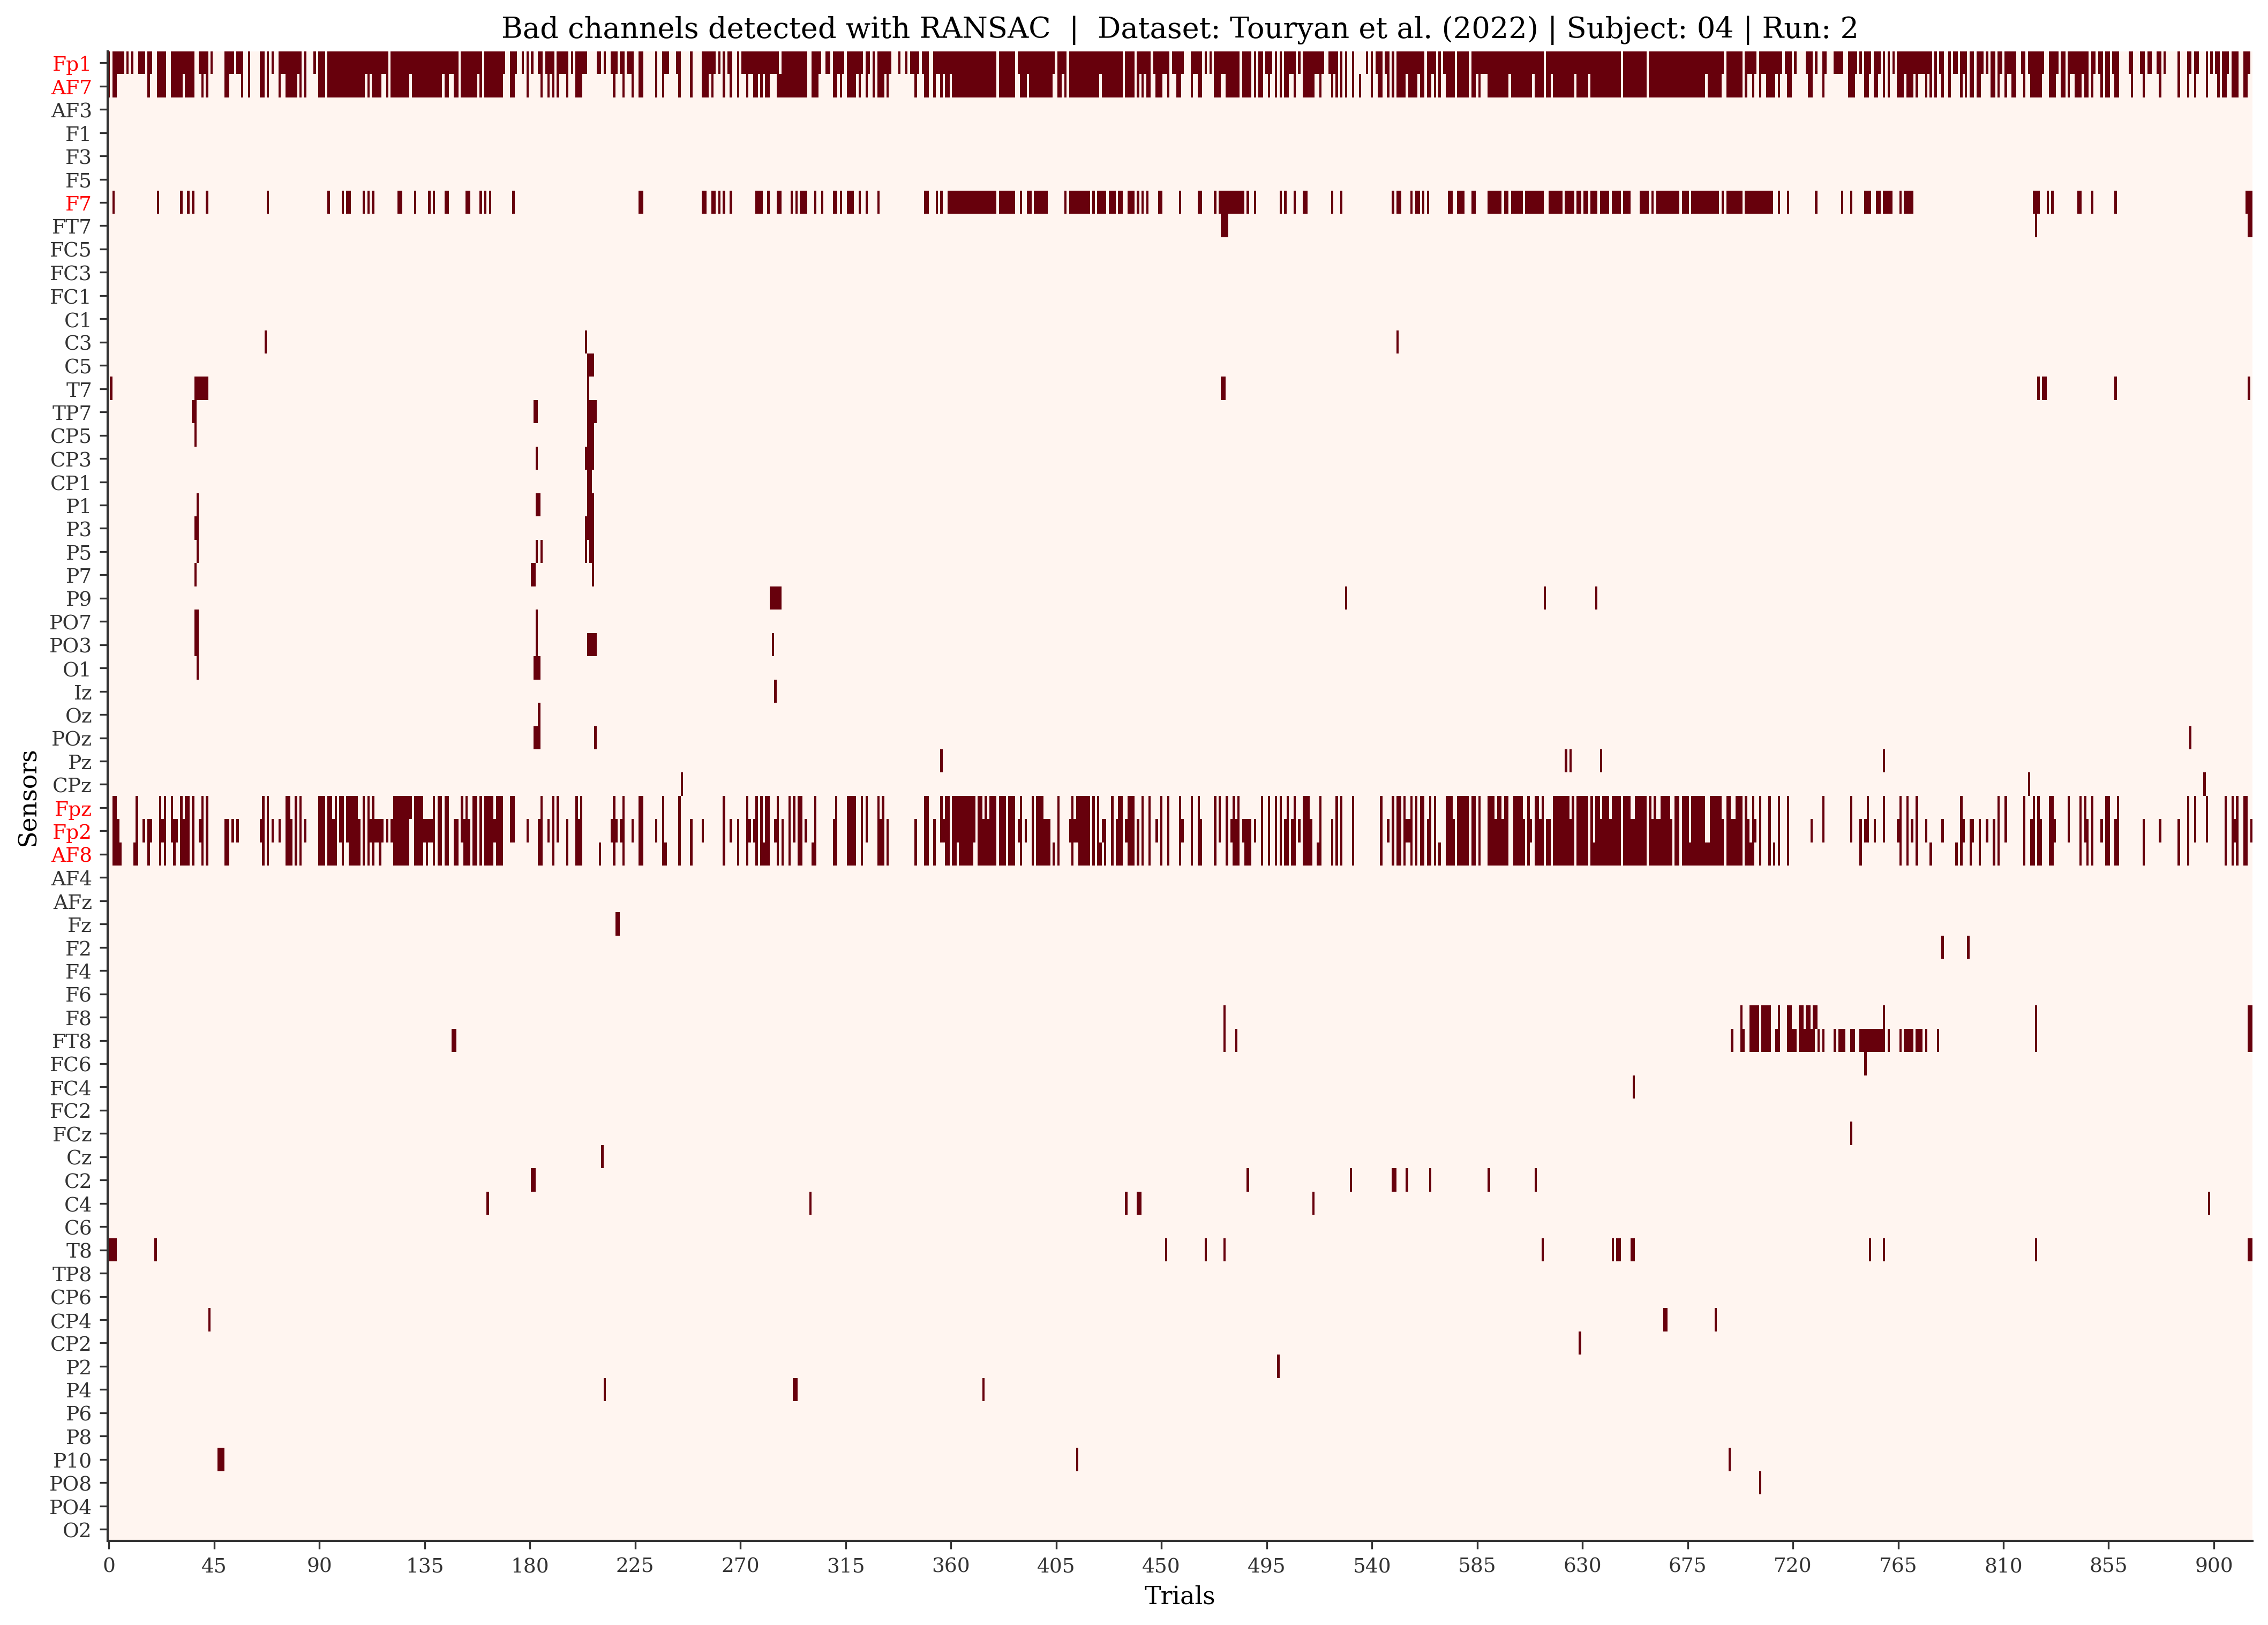 Bad channels detected with RANSAC | Dataset: Touryan et al. (2022) | Subject: 04 | Run: 2
Sensors
Fp1
AF7
AF3
F1
F3
F5
F7
FT7
FC5
FC3
FC1
C1
C3
C5
T7
TP7
CP5
CP3
CP1
P1
P3
P5
P7
P9
PO7
PO3
O1
Iz
Oz
POz
Pz
CPz
Fpz
Fp2
AF8
AF4
AFz
Fz
F2
F4
F6
F8
FT8
FC6
FC4
FC2
FCz
Cz
C2
C4
C6
T8
TP8
CP6
CP4
CP2
P2
P4
P6
P8
P10
PO8
PO4
O2
0 45 90 135 180 225 270 315 360 405 450 495 540 585 630 675 720 765 810 855 900
Trials